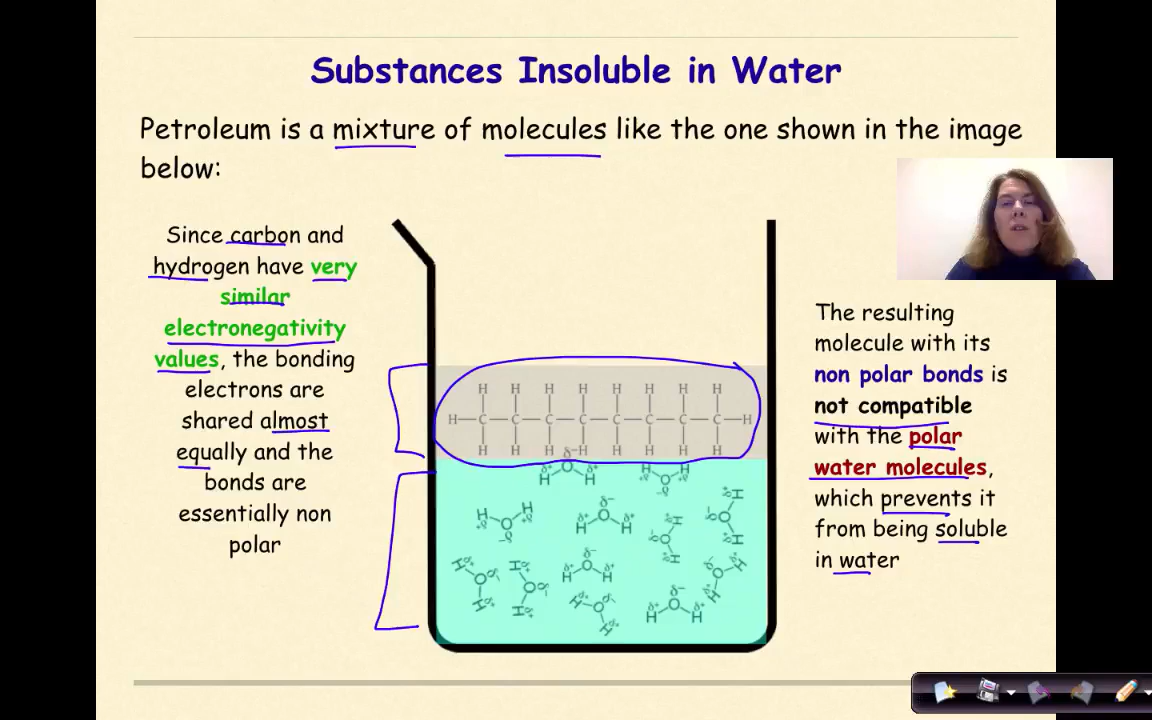 Substances Insoluble in Water
Petroleum is a mixture of molecules like the one shown in the image
below:
Since carbon and
hydrogen have very
similar
electronegativity
values, the bonding
electrons are
shared almost
equally and the
bonds are
essentially non
polar
H H H H H H H H
H C C C C C C C C H
H H H H H H H H
δ- δ+ O δ+ H H
H H O
δ+ δ+ O δ- H H
δ- O δ+ δ+ H H
O H H
δ- O δ+ δ+ H H
δ+ δ+ O δ- H H
δ+ δ+ O δ- H H
δ- O δ+ δ+ H H
δ- O δ+ δ+ H H
δ+ O δ+ H H
δ- O δ+ δ+ H H
The resulting
molecule with its
non polar bonds is
not compatible
with the polar
water molecules,
which prevents it
from being soluble
in water